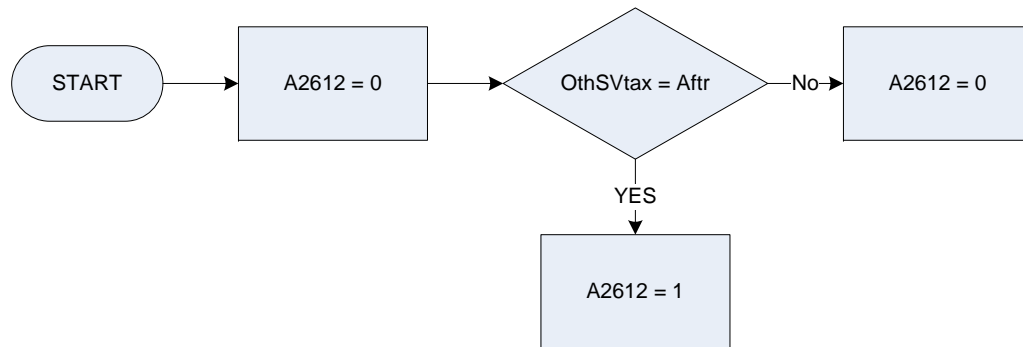 START
A2612 = 0
OthSVtax = Aftr
No
A2612 = 0
YES
A2612 = 1